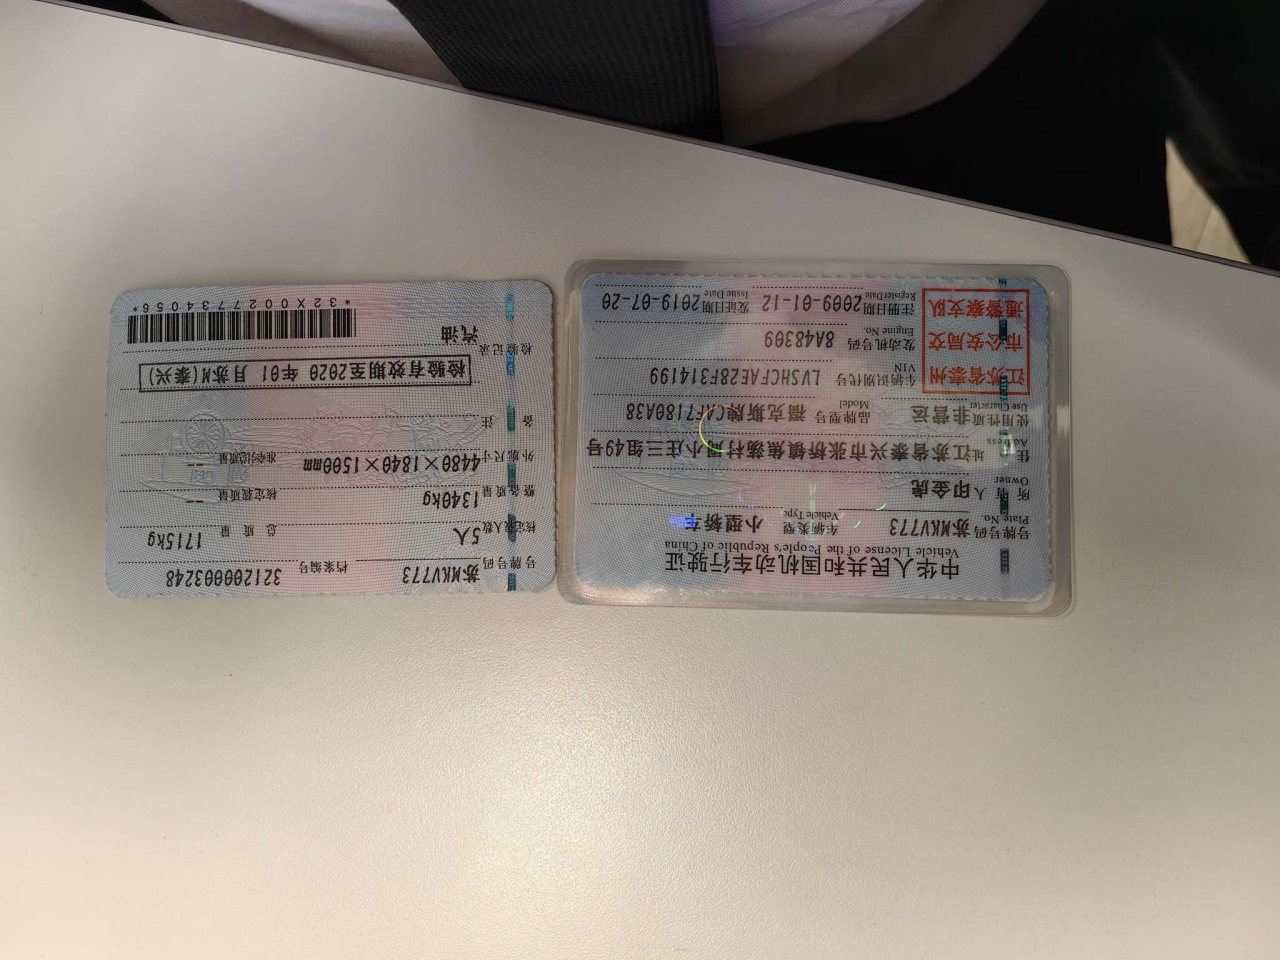 中华人民共和国机动车行驶证
Vehicle License of the People's Republic of China
号牌号码 苏MKV773 车辆类型 小型轿车
Plate No. Vehicle Type
所有人 印金虎
Owner
住址 江苏省泰兴市张桥镇焦荡村周小庄三组49号
Address
使用性质 非营运 品牌型号 福克斯牌CAF7180A38
Use Character Model
江苏省泰州
市公安局交
通警察支队
车辆识别代号 LVSHCFAE28F314199
VIN
发动机号码 8A48309
Engine No.
注册日期 2009-01-12 发证日期 2019-07-20
Register Date Issue Date
号牌号码 苏MKV773 档案编号 321200003248
核定载人数 5人 总质量 1715kg
整备质量 1340kg 核定载质量 --
外廓尺寸 4480×1840×1500mm 准牵引总质量 --
备注
检验有效期至2020年01月苏M(泰兴)
检验记录
汽油
*32X0027734056*